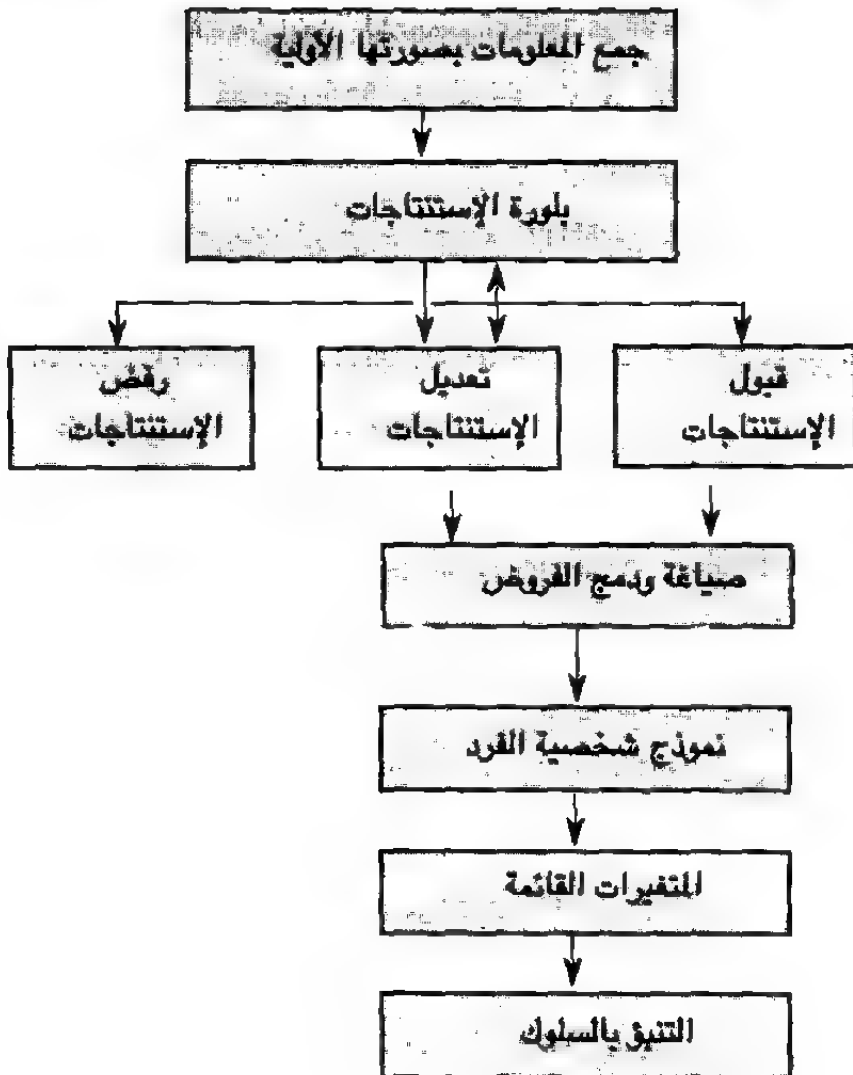 جمع المعلومات بصورتها الأولية
بلورة الإستنتاجات
قبول
الإستنتاجات
تعديل
الإستنتاجات
رفض
الإستنتاجات
صياغة ودمج الفروض
نموذج شخصية الفرد
المتغيرات القائمة
التنبؤ بالسلوك